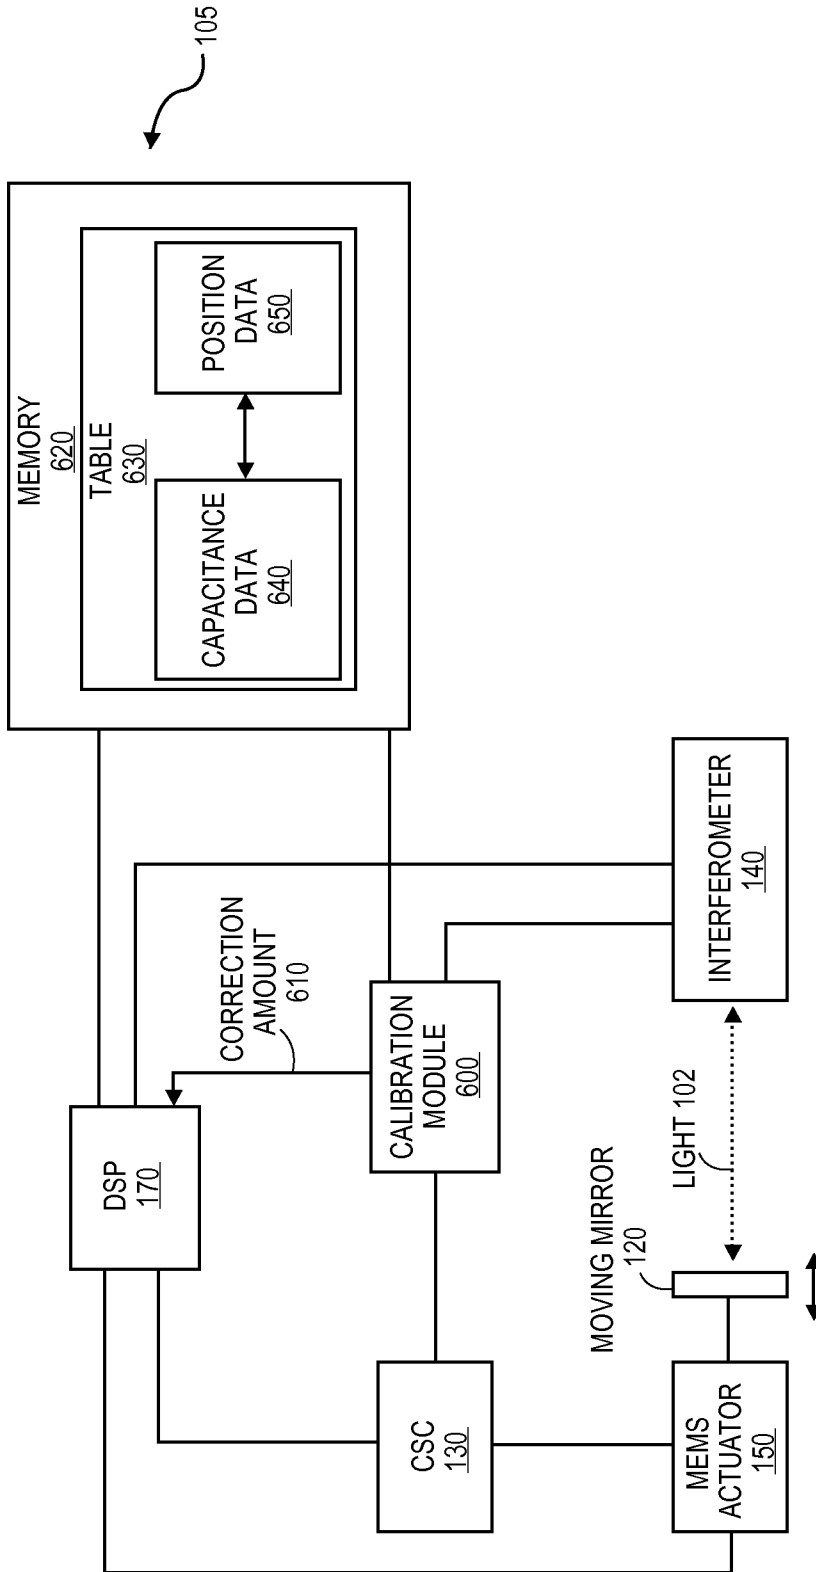 105
MEMORY
620
TABLE
630
CAPACITANCE
DATA
640
POSITION
DATA
650
DSP
170
CORRECTION
AMOUNT
610
CSC
130
CALIBRATION
MODULE
600
MEMS
ACTUATOR
150
MOVING MIRROR
120
LIGHT 102
INTERFEROMETER
140